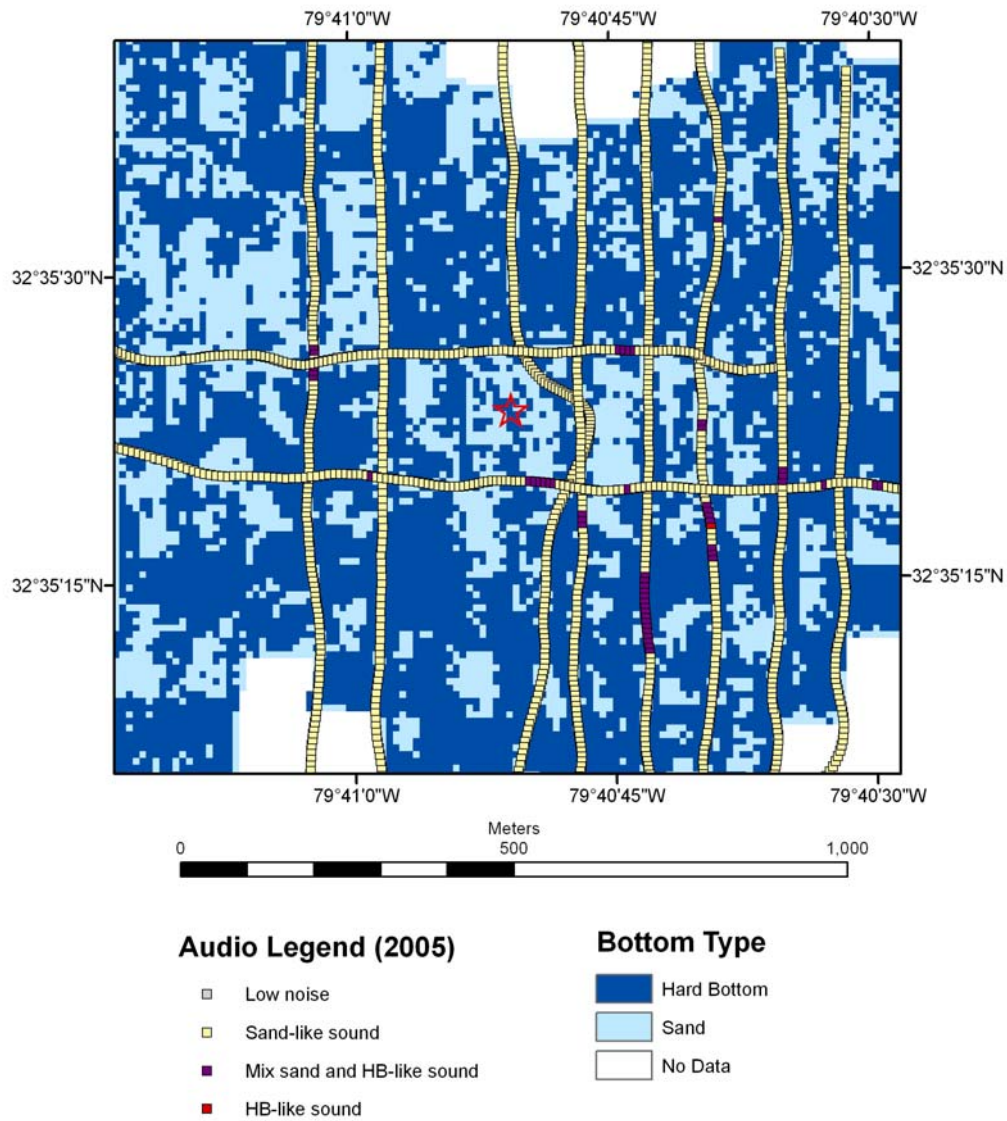 79°41'0"W 79°40'45"W 79°40'30"W
32°35'30"N 32°35'30"N
32°35'15"N 32°35'15"N
79°41'0"W 79°40'45"W 79°40'30"W
Meters
0 500 1,000
Audio Legend (2005)
Low noise
Sand-like sound
Mix sand and HB-like sound
HB-like sound
Bottom Type
Hard Bottom
Sand
No Data